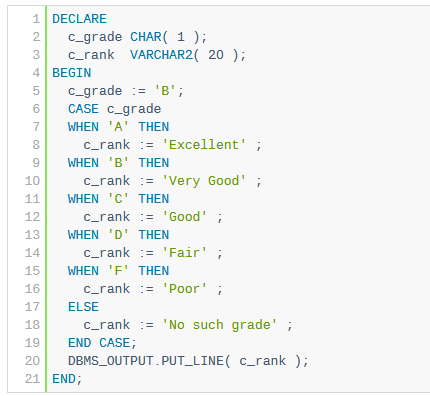 1 DECLARE
2   c_grade CHAR( 1 );
3   c_rank  VARCHAR2( 20 );
4 BEGIN
5   c_grade := 'B';
6   CASE c_grade
7   WHEN 'A' THEN
8     c_rank := 'Excellent' ;
9   WHEN 'B' THEN
10     c_rank := 'Very Good' ;
11   WHEN 'C' THEN
12     c_rank := 'Good' ;
13   WHEN 'D' THEN
14     c_rank := 'Fair' ;
15   WHEN 'F' THEN
16     c_rank := 'Poor' ;
17   ELSE
18     c_rank := 'No such grade' ;
19   END CASE;
20   DBMS_OUTPUT.PUT_LINE( c_rank );
21 END;